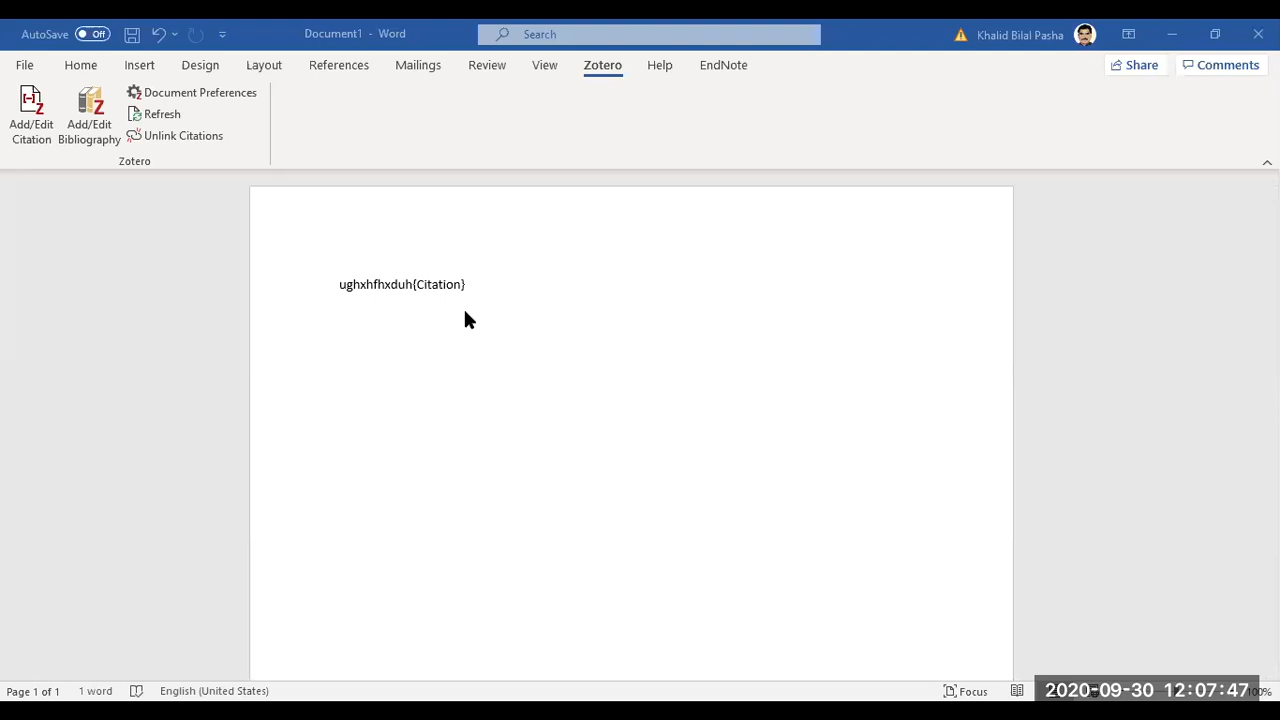 AutoSave Off Document1 - Word Search Khalid Bilal Pasha
File Home Insert Design Layout References Mailings Review View Zotero Help EndNote Share Comments
Add/Edit Citation
Add/Edit Bibliography
Document Preferences
Refresh
Unlink Citations
Zotero
ughxhfhxduh{Citation}
Page 1 of 1 1 word English (United States) Focus 100%
2020-09-30 12:07:47